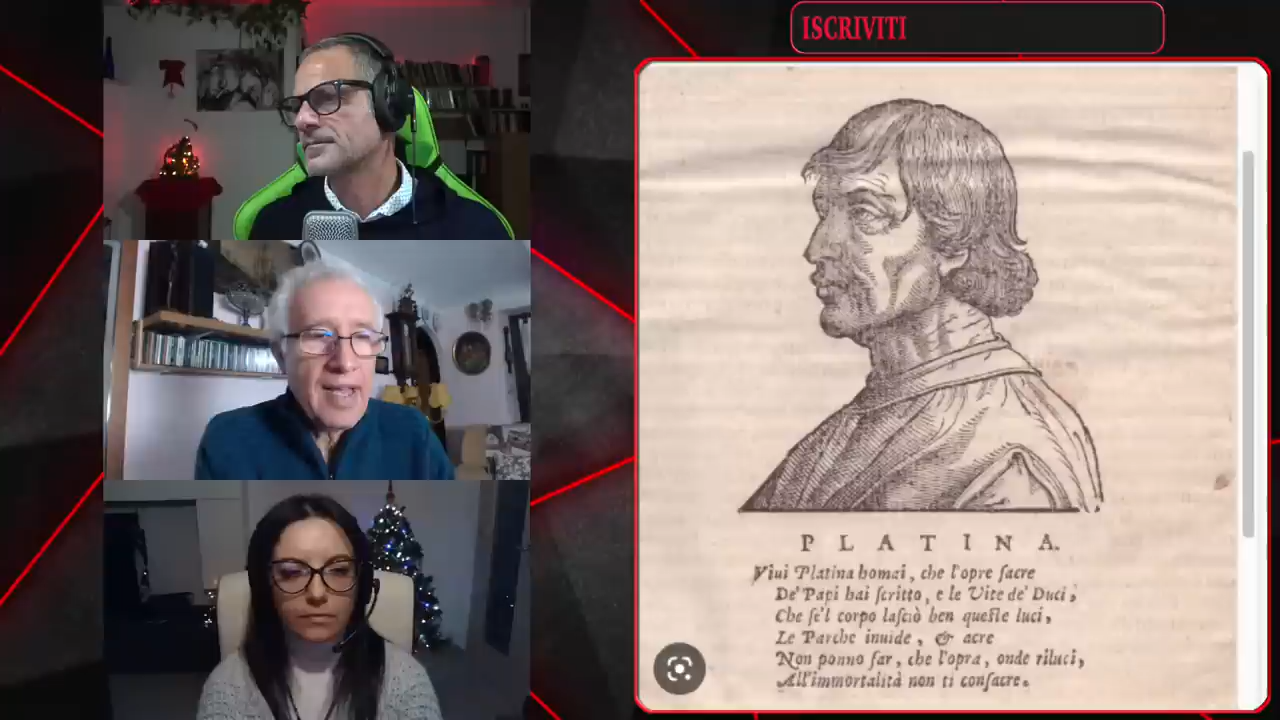 ISCRIVITI
PLATINA.
Viui Platina homai, che l'opre sacre
De' Papi hai scritto, e le Vite de' Duci,
Che se'l corpo lasciò ben queste luci,
Le Parche inuide, & acre
Non ponno far, che l'opra, onde riluci,
All'immortalità non ti consacre.